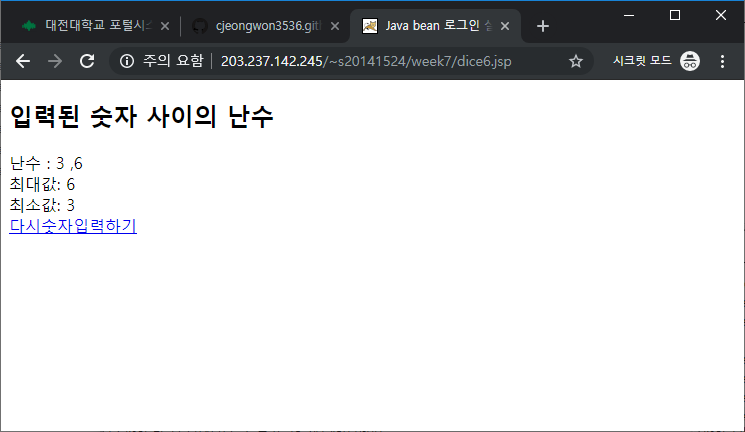 대전대학교 포털시스
cjeongwon3536.git
Java bean 로그인 실
주의 요함 203.237.142.245/~s20141524/week7/dice6.jsp
시크릿 모드
입력된 숫자 사이의 난수
난수 : 3 ,6
최대값: 6
최소값: 3
다시숫자입력하기